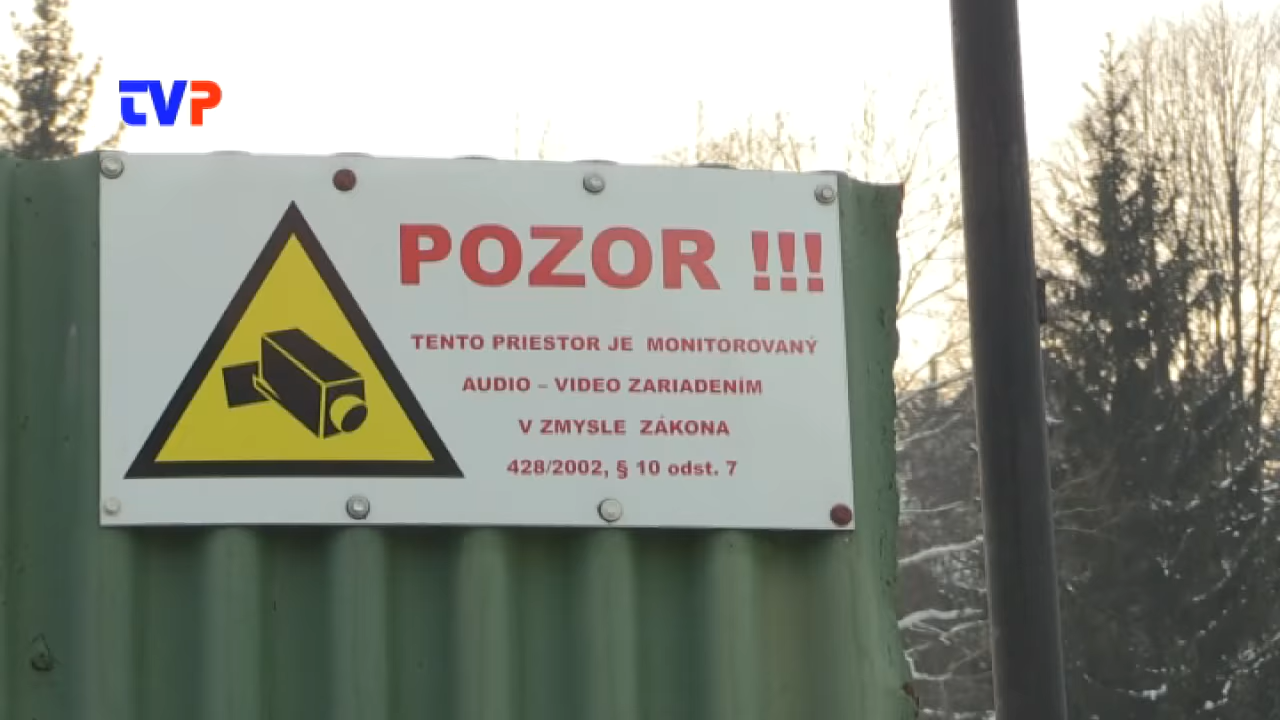 TVP
POZOR !!!
TENTO PRIESTOR JE MONITOROVANÝ
AUDIO – VIDEO ZARIADENÍM
V ZMYSLE ZÁKONA
428/2002, § 10 odst. 7